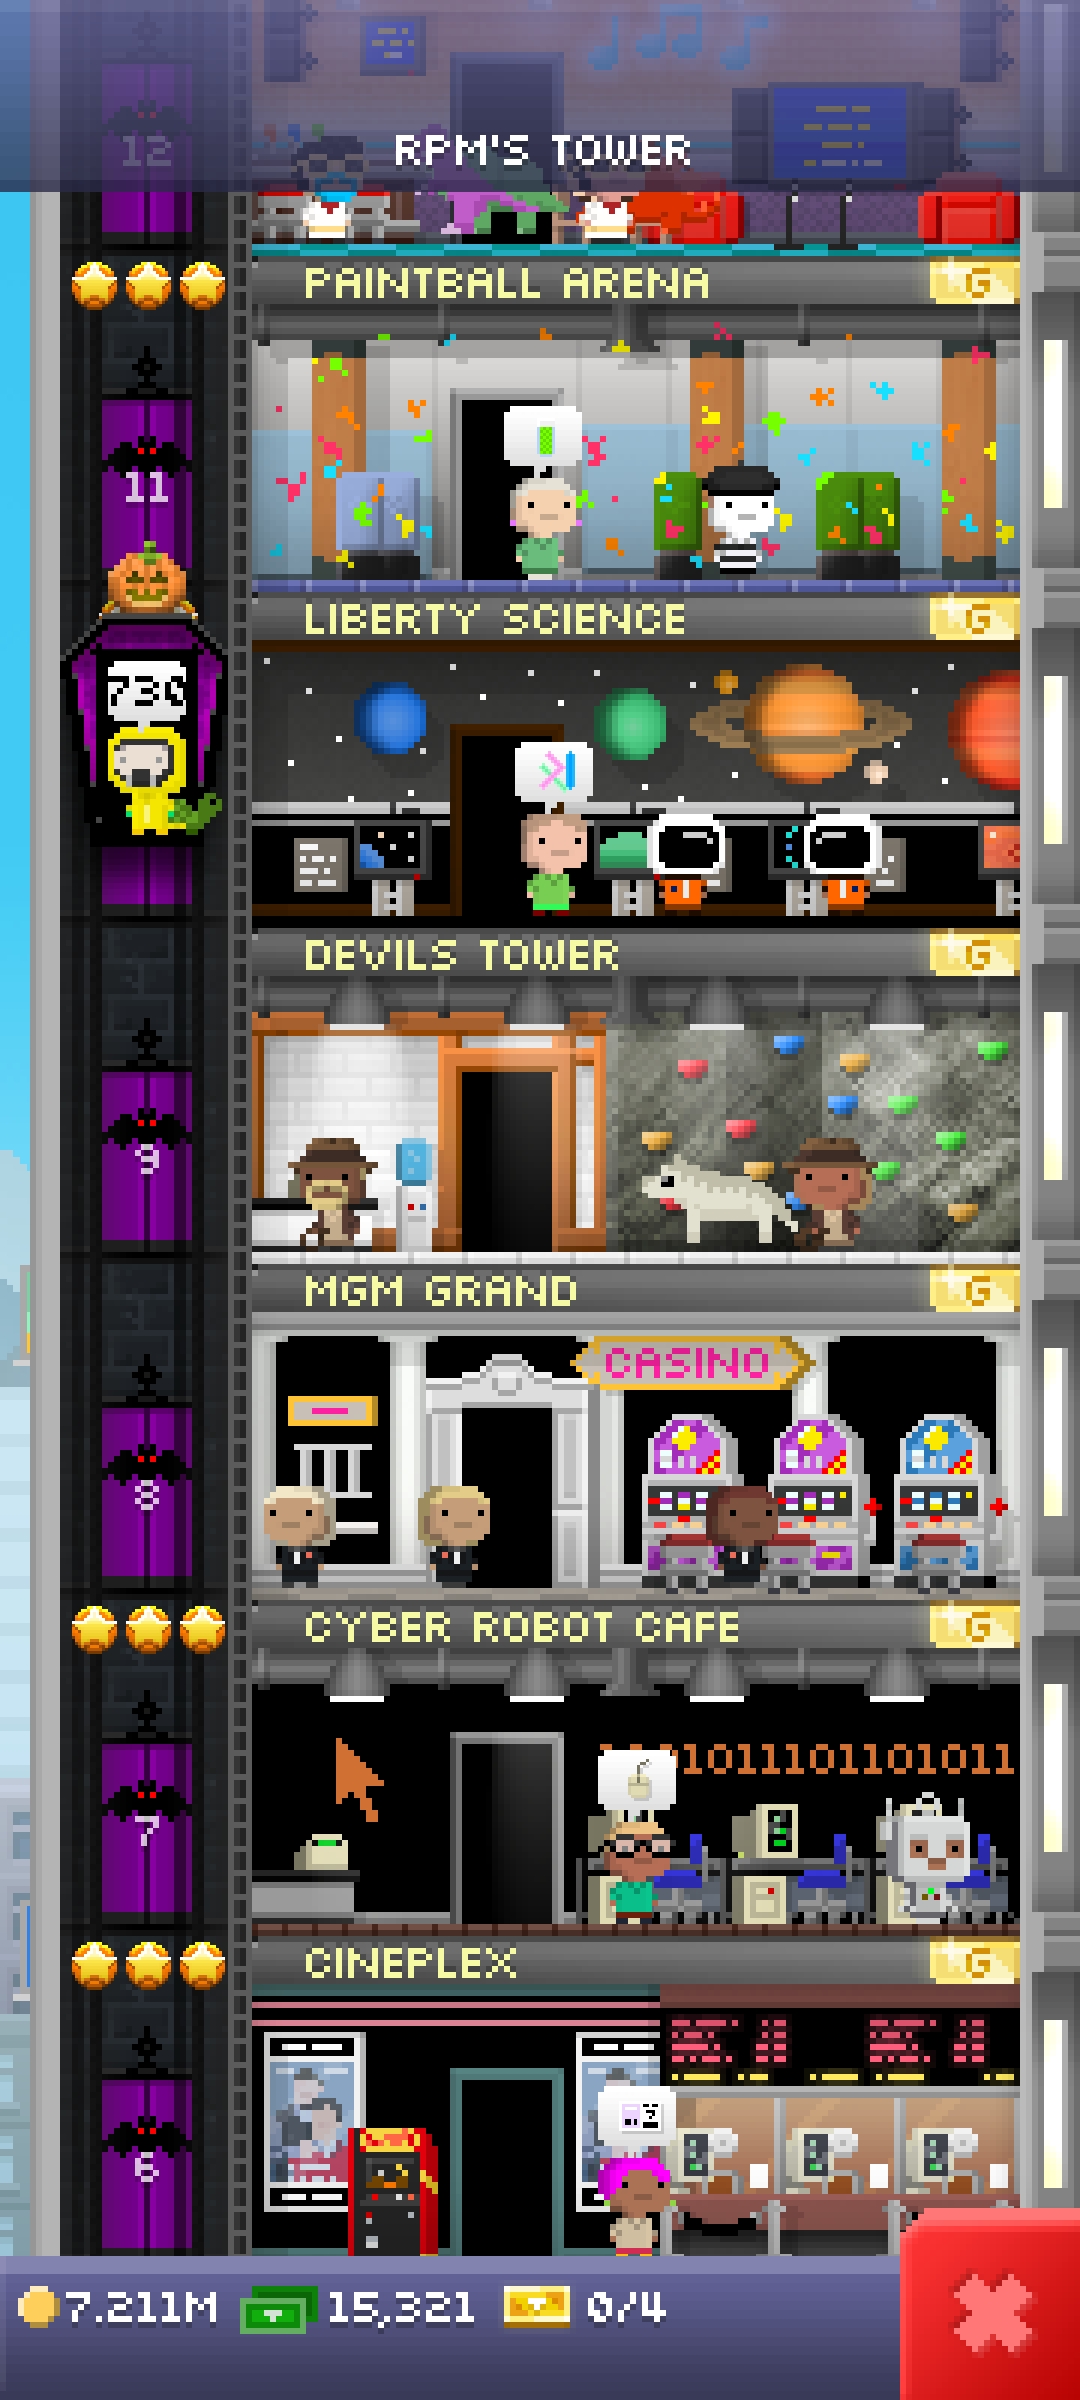 12
RPM'S TOWER
PAINTBALL ARENA G
11
LIBERTY SCIENCE G
730
DEVILS TOWER G
9
MGM GRAND G
CASINO
8
CYBER ROBOT CAFE G
1011101101011
7
CINEPLEX G
?
6
7.211M 15,321 0/4